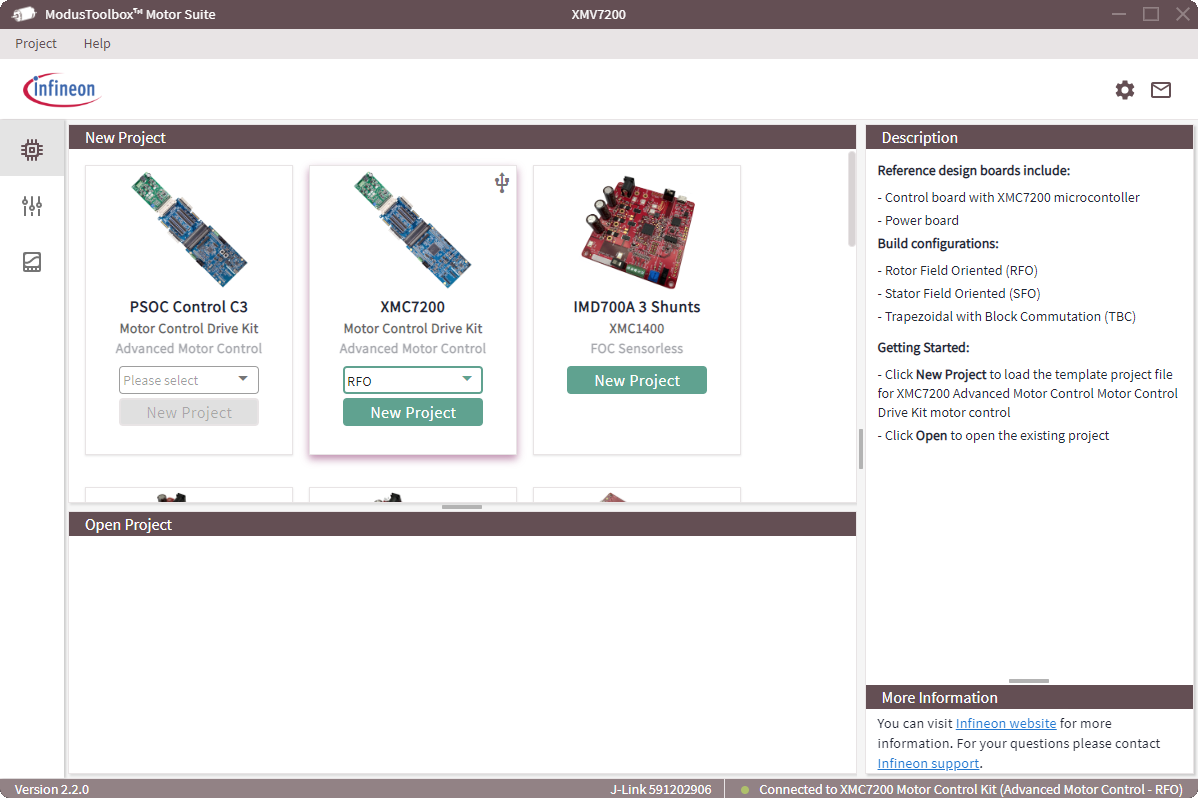 ModusToolbox™ Motor Suite
XMV7200
Project Help
infineon
New Project
PSOC Control C3
Motor Control Drive Kit
Advanced Motor Control
Please select
New Project
XMC7200
Motor Control Drive Kit
Advanced Motor Control
RFO
New Project
IMD700A 3 Shunts
XMC1400
FOC Sensorless
New Project
Open Project
Description
Reference design boards include:
- Control board with XMC7200 microcontoller
- Power board
Build configurations:
- Rotor Field Oriented (RFO)
- Stator Field Oriented (SFO)
- Trapezoidal with Block Commutation (TBC)
Getting Started:
- Click New Project to load the template project file
for XMC7200 Advanced Motor Control Motor Control
Drive Kit motor control
- Click Open to open the existing project
More Information
You can visit Infineon website for more
information. For your questions please contact
Infineon support.
Version 2.2.0
J-Link 591202906
Connected to XMC7200 Motor Control Kit (Advanced Motor Control - RFO)